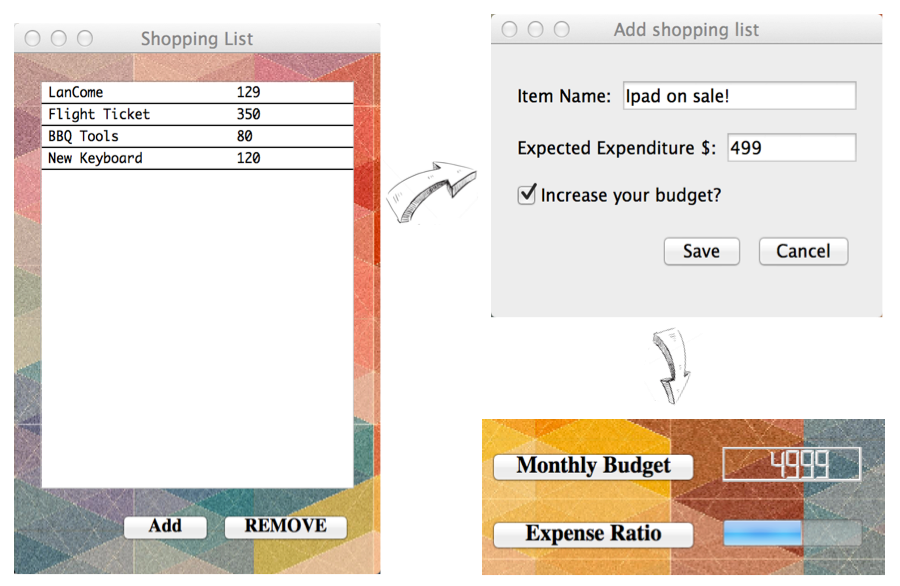 Shopping List
LanCome 129
Flight Ticket 350
BBQ Tools 80
New Keyboard 120
Add REMOVE
Add shopping list
Item Name: Ipad on sale!
Expected Expenditure $: 499
Increase your budget?
Save Cancel
Monthly Budget 4999
Expense Ratio